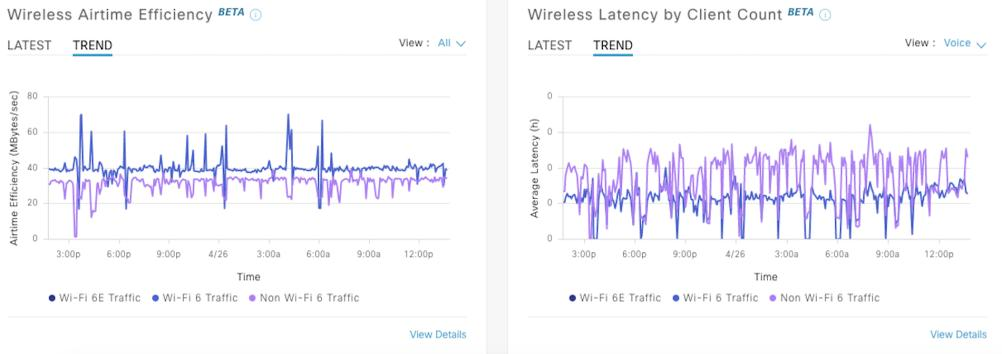 Wireless Airtime Efficiency BETA
LATEST TREND View : All
Airtime Efficiency (MBytes/sec)
80
60
40
20
0
3:00p 6:00p 9:00p 4/26 3:00a 6:00a 9:00a 12:00p
Time
Wi-Fi 6E Traffic Wi-Fi 6 Traffic Non Wi-Fi 6 Traffic
View Details
Wireless Latency by Client Count BETA
LATEST TREND View : Voice
Average Latency (h)
0
0
0
0
0
3:00p 6:00p 9:00p 4/26 3:00a 6:00a 9:00a 12:00p
Time
Wi-Fi 6E Traffic Wi-Fi 6 Traffic Non Wi-Fi 6 Traffic
View Details